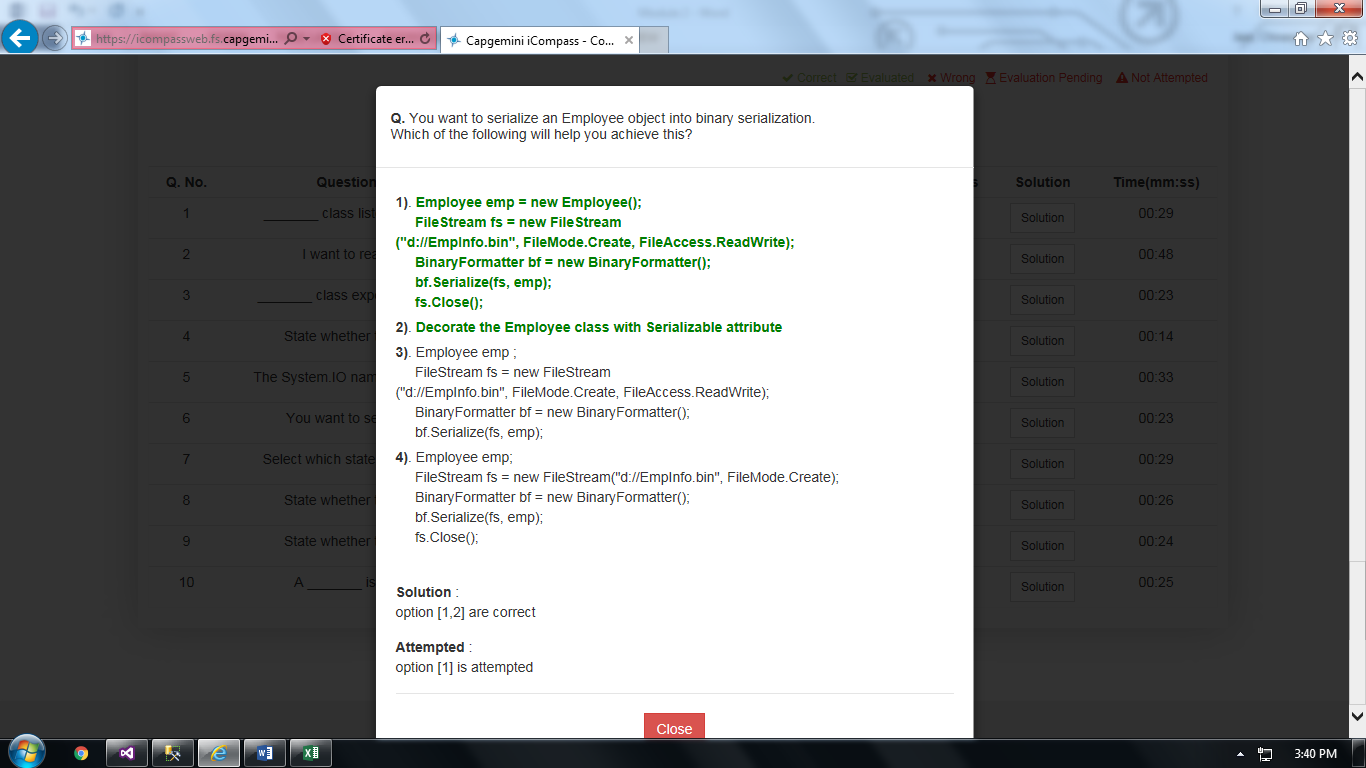 https://icompassweb.fs.capgemi... Certificate er... Capgemini iCompass - Co...
Correct Evaluated Wrong Evaluation Pending Not Attempted
Q. You want to serialize an Employee object into binary serialization.
Which of the following will help you achieve this?
Q. No. Question s Solution Time(mm:ss)
1 _______ class list Solution 00:29
2 I want to rea Solution 00:48
3 _______ class exp Solution 00:23
4 State whether Solution 00:14
5 The System.IO nam Solution 00:33
6 You want to se Solution 00:23
7 Select which state Solution 00:29
8 State whether Solution 00:26
9 State whether Solution 00:24
10 A _______ is Solution 00:25
1). Employee emp = new Employee();
FileStream fs = new FileStream
("d://EmpInfo.bin", FileMode.Create, FileAccess.ReadWrite);
BinaryFormatter bf = new BinaryFormatter();
bf.Serialize(fs, emp);
fs.Close();
2). Decorate the Employee class with Serializable attribute
3). Employee emp ;
FileStream fs = new FileStream
("d://EmpInfo.bin", FileMode.Create, FileAccess.ReadWrite);
BinaryFormatter bf = new BinaryFormatter();
bf.Serialize(fs, emp);
4). Employee emp;
FileStream fs = new FileStream("d://EmpInfo.bin", FileMode.Create);
BinaryFormatter bf = new BinaryFormatter();
bf.Serialize(fs, emp);
fs.Close();
Solution :
option [1,2] are correct
Attempted :
option [1] is attempted
Close
3:40 PM